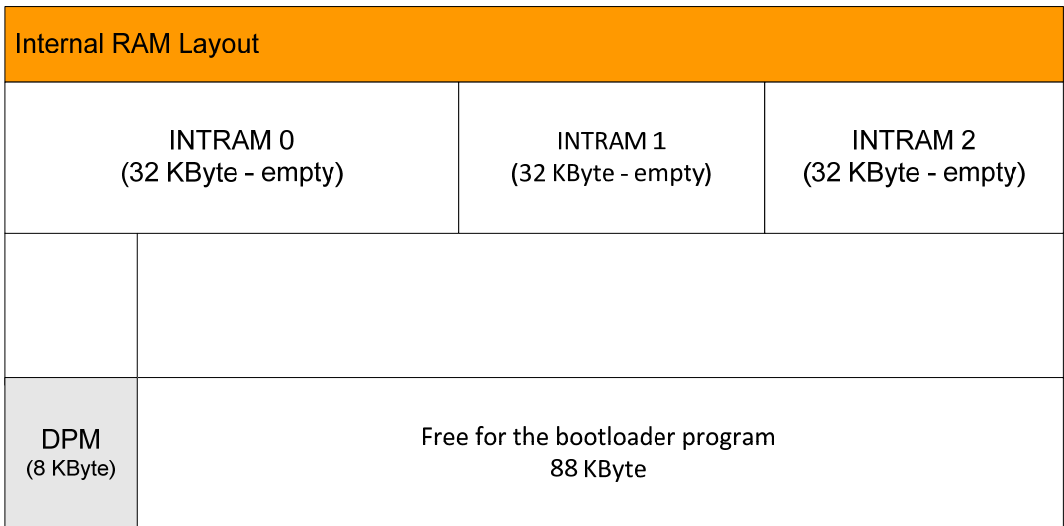 Internal RAM Layout
INTRAM 0
(32 KByte - empty)
INTRAM 1
(32 KByte - empty)
INTRAM 2
(32 KByte - empty)
DPM
(8 KByte)
Free for the bootloader program
88 KByte